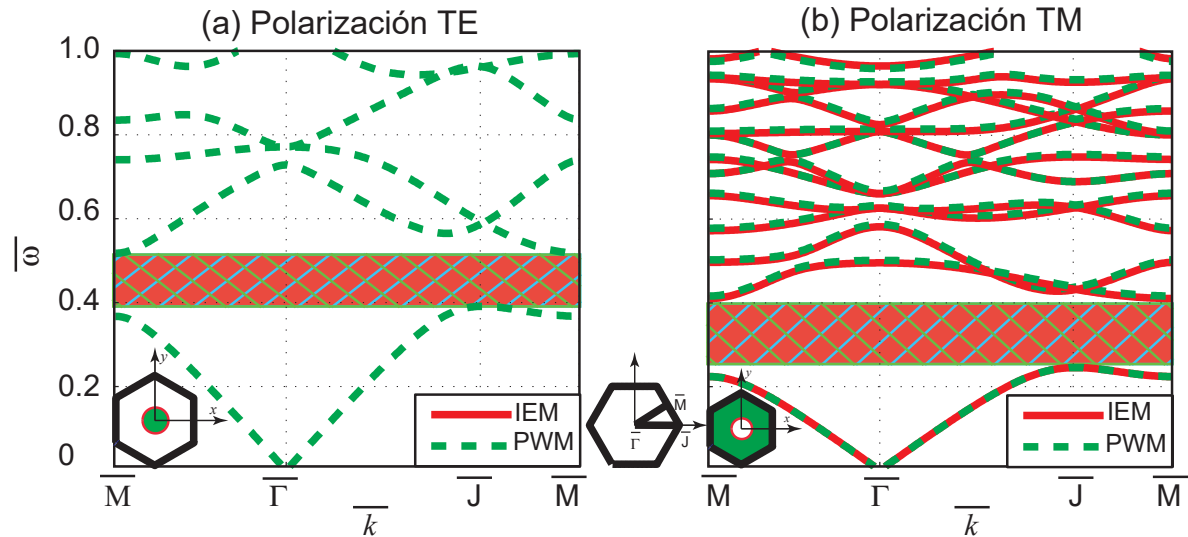 (a) Polarización TE
(b) Polarización TM
1.0
0.8
0.6
0.4
0.2
0
ω̅
y
x
IEM
PWM
M̅
Γ̅
J̅
M̅
k̅
M̅
Γ̅
J̅
y
x
IEM
PWM
M̅
Γ̅
J̅
M̅
k̅